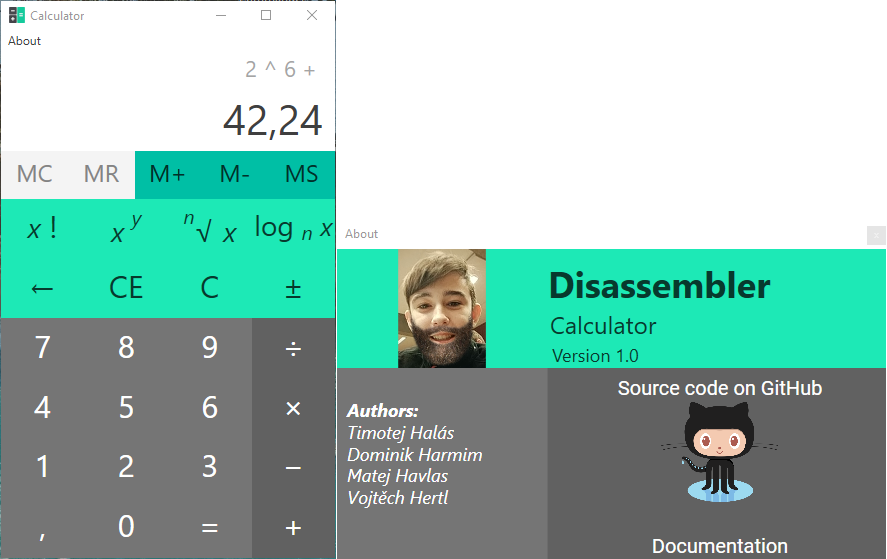 Calculator
About
2 ^ 6 +
42,24
MC MR M+ M- MS
x ! x y n√ x log n x
← CE C ±
7 8 9 ÷
4 5 6 ×
1 2 3 −
, 0 = +
About
Disassembler
Calculator
Version 1.0
Authors:
Timotej Halás
Dominik Harmim
Matej Havlas
Vojtěch Hertl
Source code on GitHub
Documentation